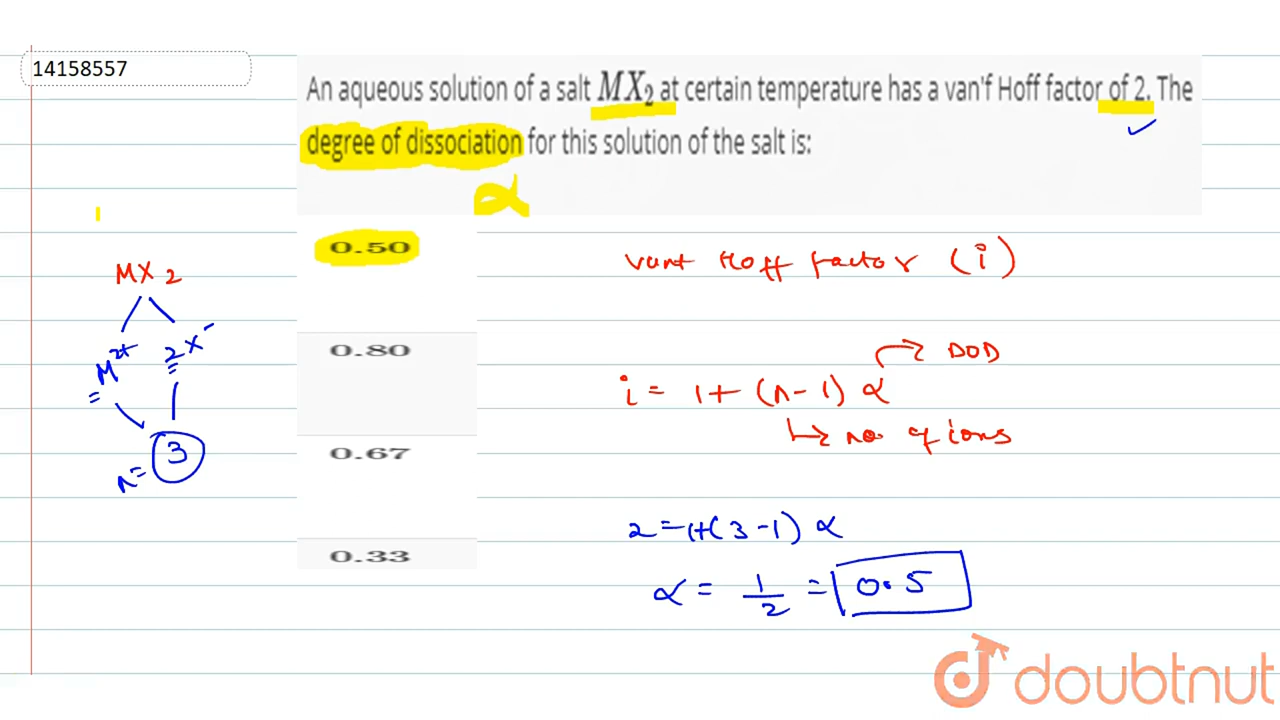 14158557
An aqueous solution of a salt MX₂ at certain temperature has a van'f Hoff factor of 2. The
degree of dissociation for this solution of the salt is:
α
0.50
0.80
0.67
0.33
MX₂
M²⁺ 2X⁻
n= 3
vant Hoff factor (i)
DOD
i = 1+ (n-1) α
no of ions
2=1+(3-1) α
α = 1/2 = 0.5
doubtnut